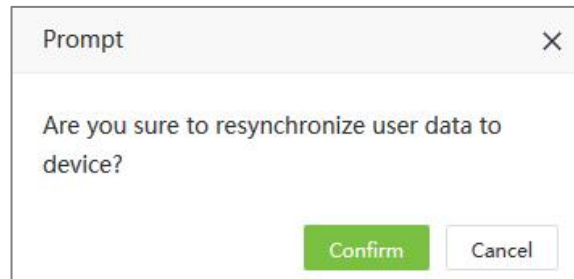 Prompt
Are you sure to resynchronize user data to
device?
Confirm Cancel